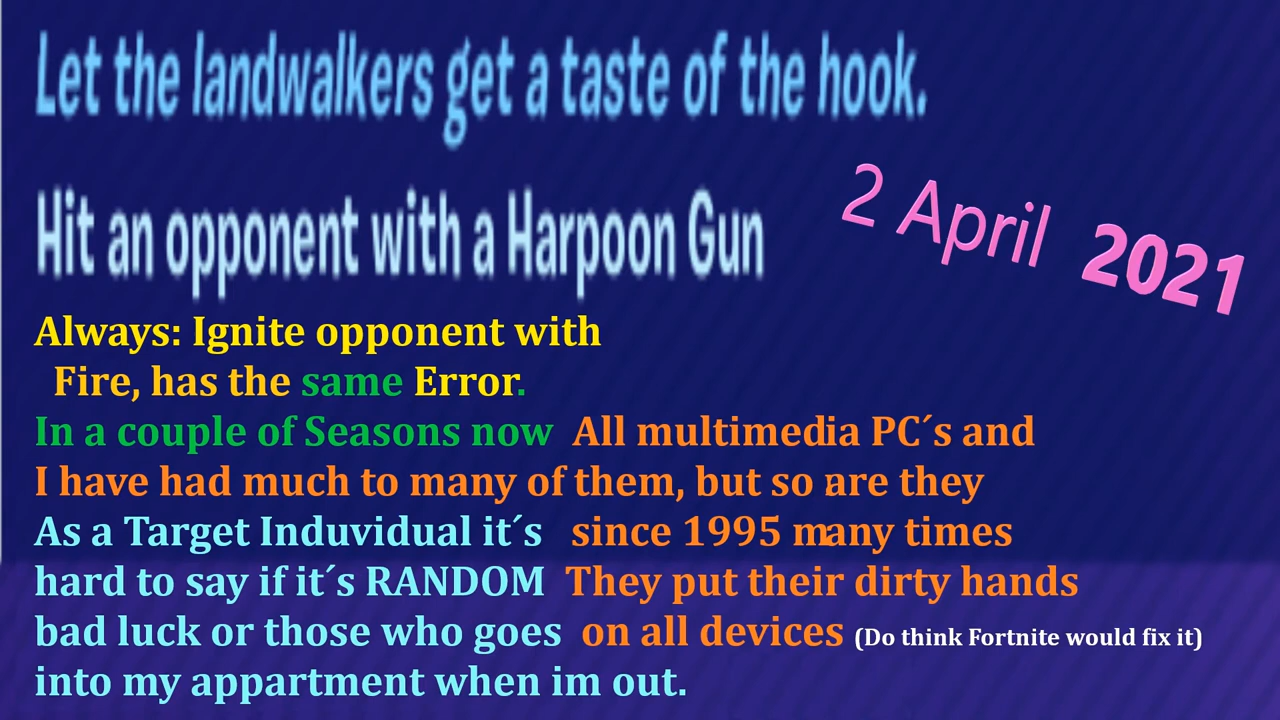 Let the landwalkers get a taste of the hook.
Hit an opponent with a Harpoon Gun
2 April 2021
Always: Ignite opponent with
Fire, has the same Error.
In a couple of Seasons now All multimedia PC´s and
I have had much to many of them, but so are they
As a Target Induvidual it´s since 1995 many times
hard to say if it´s RANDOM They put their dirty hands
bad luck or those who goes on all devices (Do think Fortnite would fix it)
into my appartment when im out.